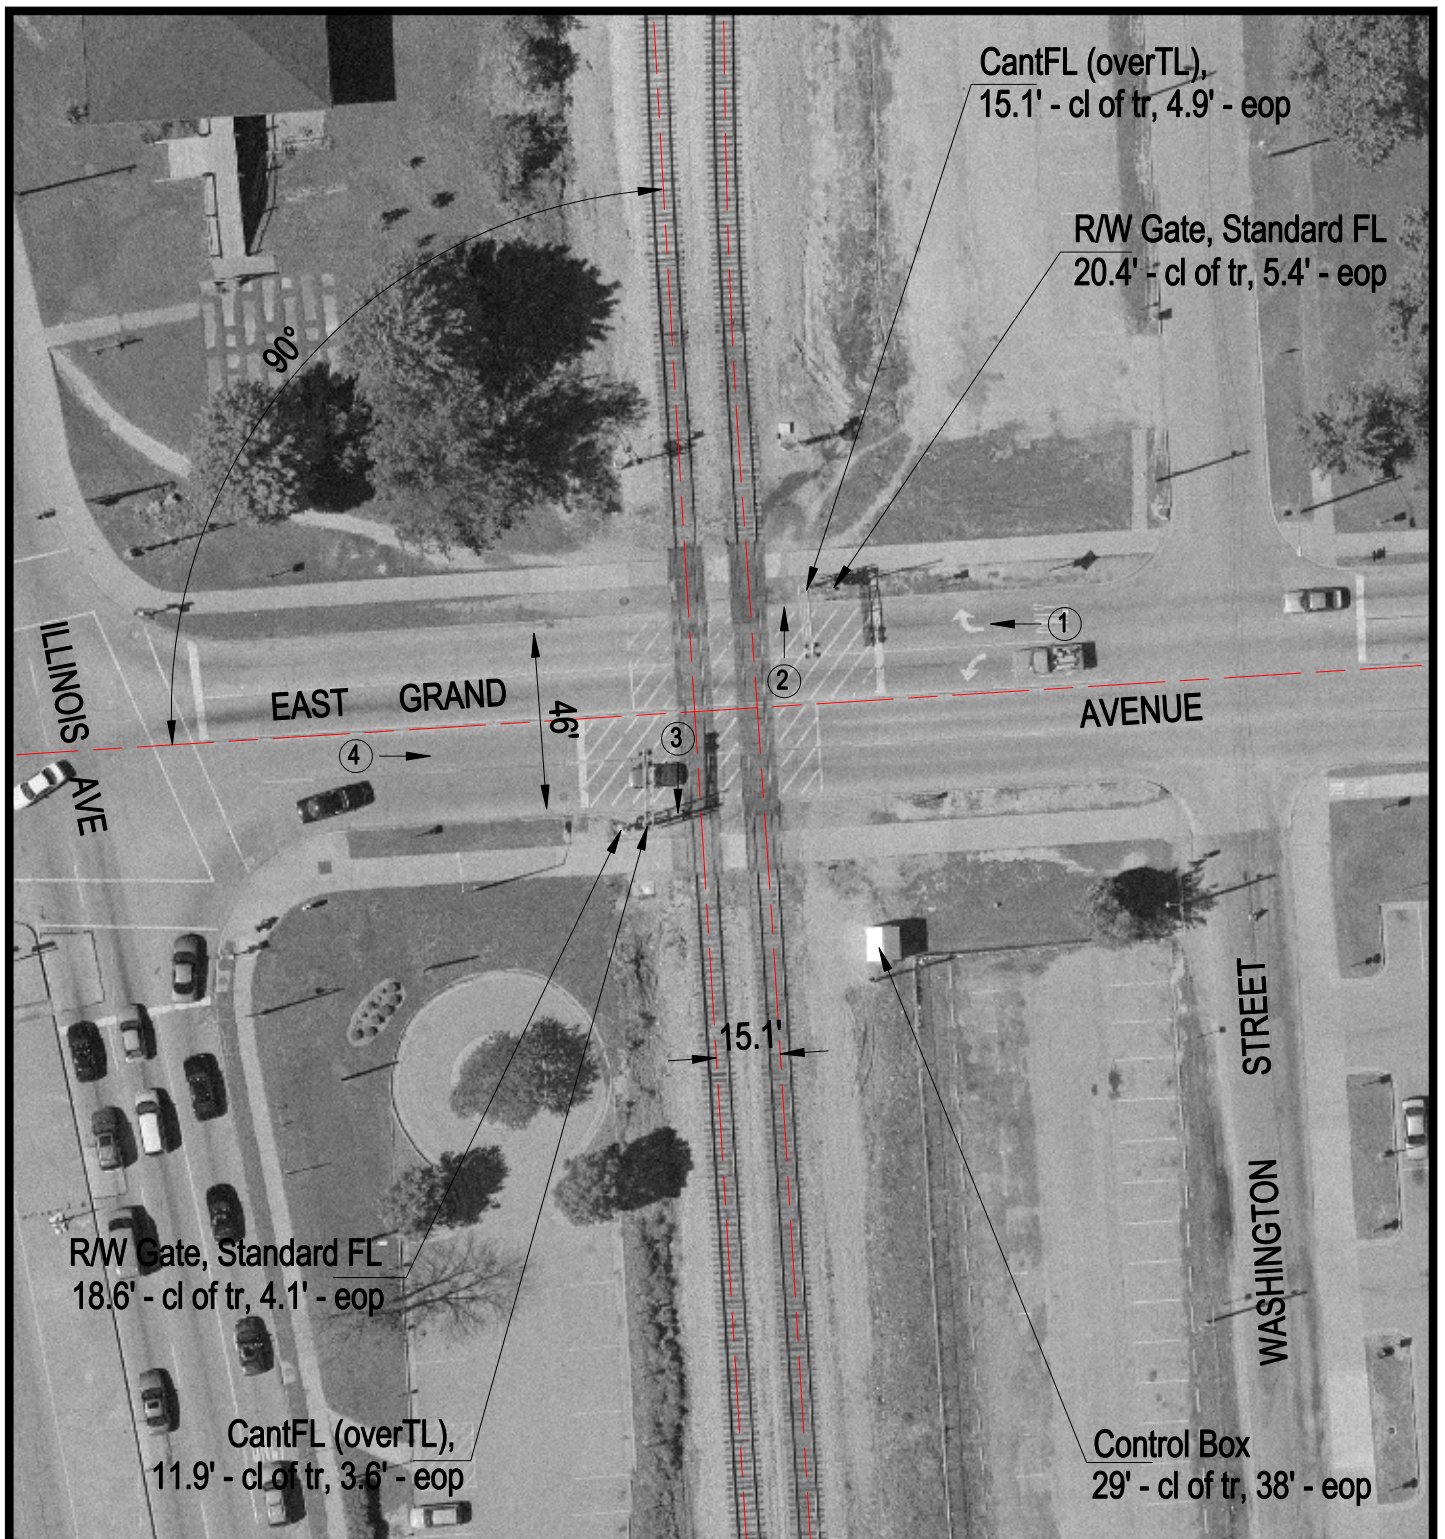 CantFL (overTL),
15.1' - cl of tr, 4.9' - eop
R/W Gate, Standard FL
20.4' - cl of tr, 5.4' - eop
90°
1
2
ILLINOIS AVE
EAST GRAND AVENUE
46'
3
4
15.1'
WASHINGTON STREET
R/W Gate, Standard FL
18.6' - cl of tr, 4.1' - eop
CantFL (overTL),
11.9' - cl of tr, 3.6' - eop
Control Box
29' - cl of tr, 38' - eop